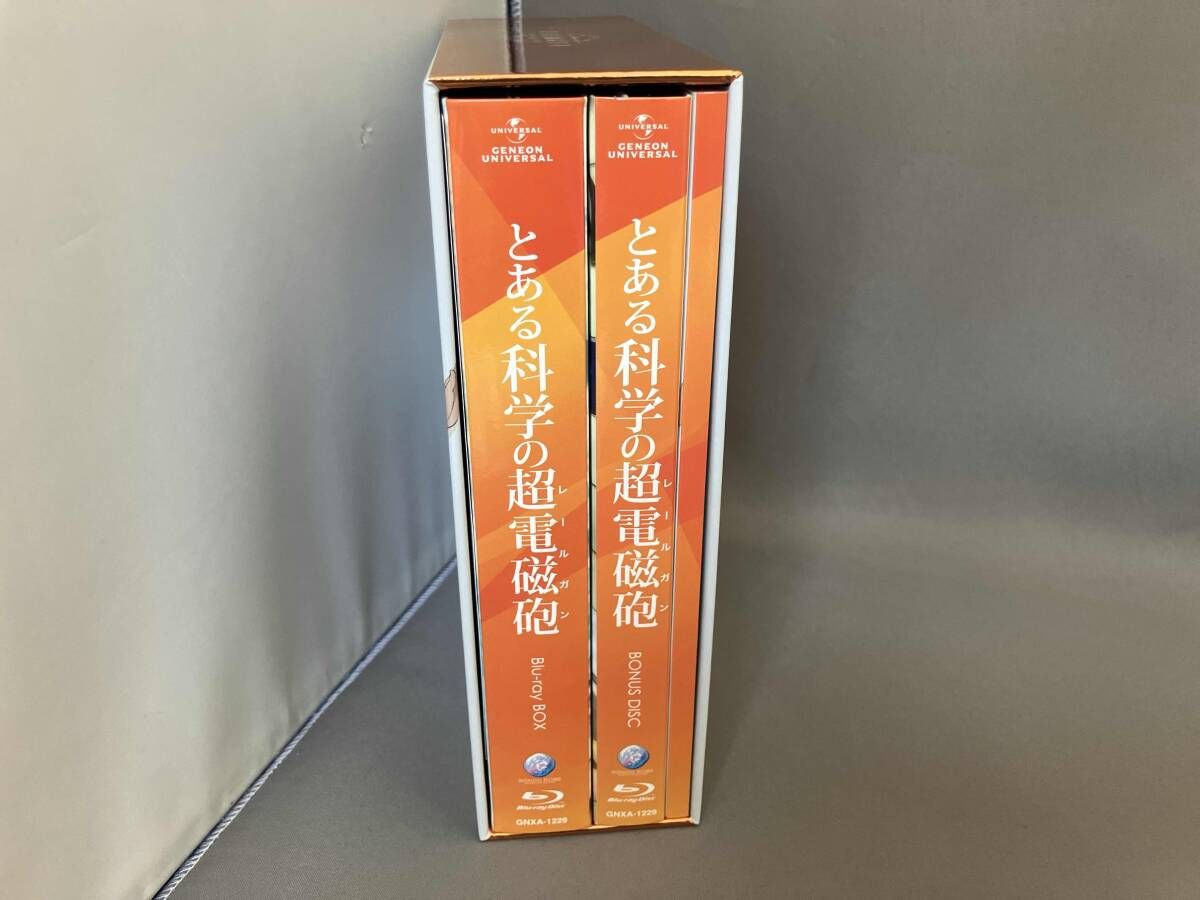 UNIVERSAL
GENEON
UNIVERSAL
とある科学の超電磁砲
レールガン
Blu-ray BOX
Blu-ray Disc
GNXA-1229
UNIVERSAL
GENEON
UNIVERSAL
とある科学の超電磁砲
レールガン
BONUS DISC
Blu-ray Disc
GNXA-1229